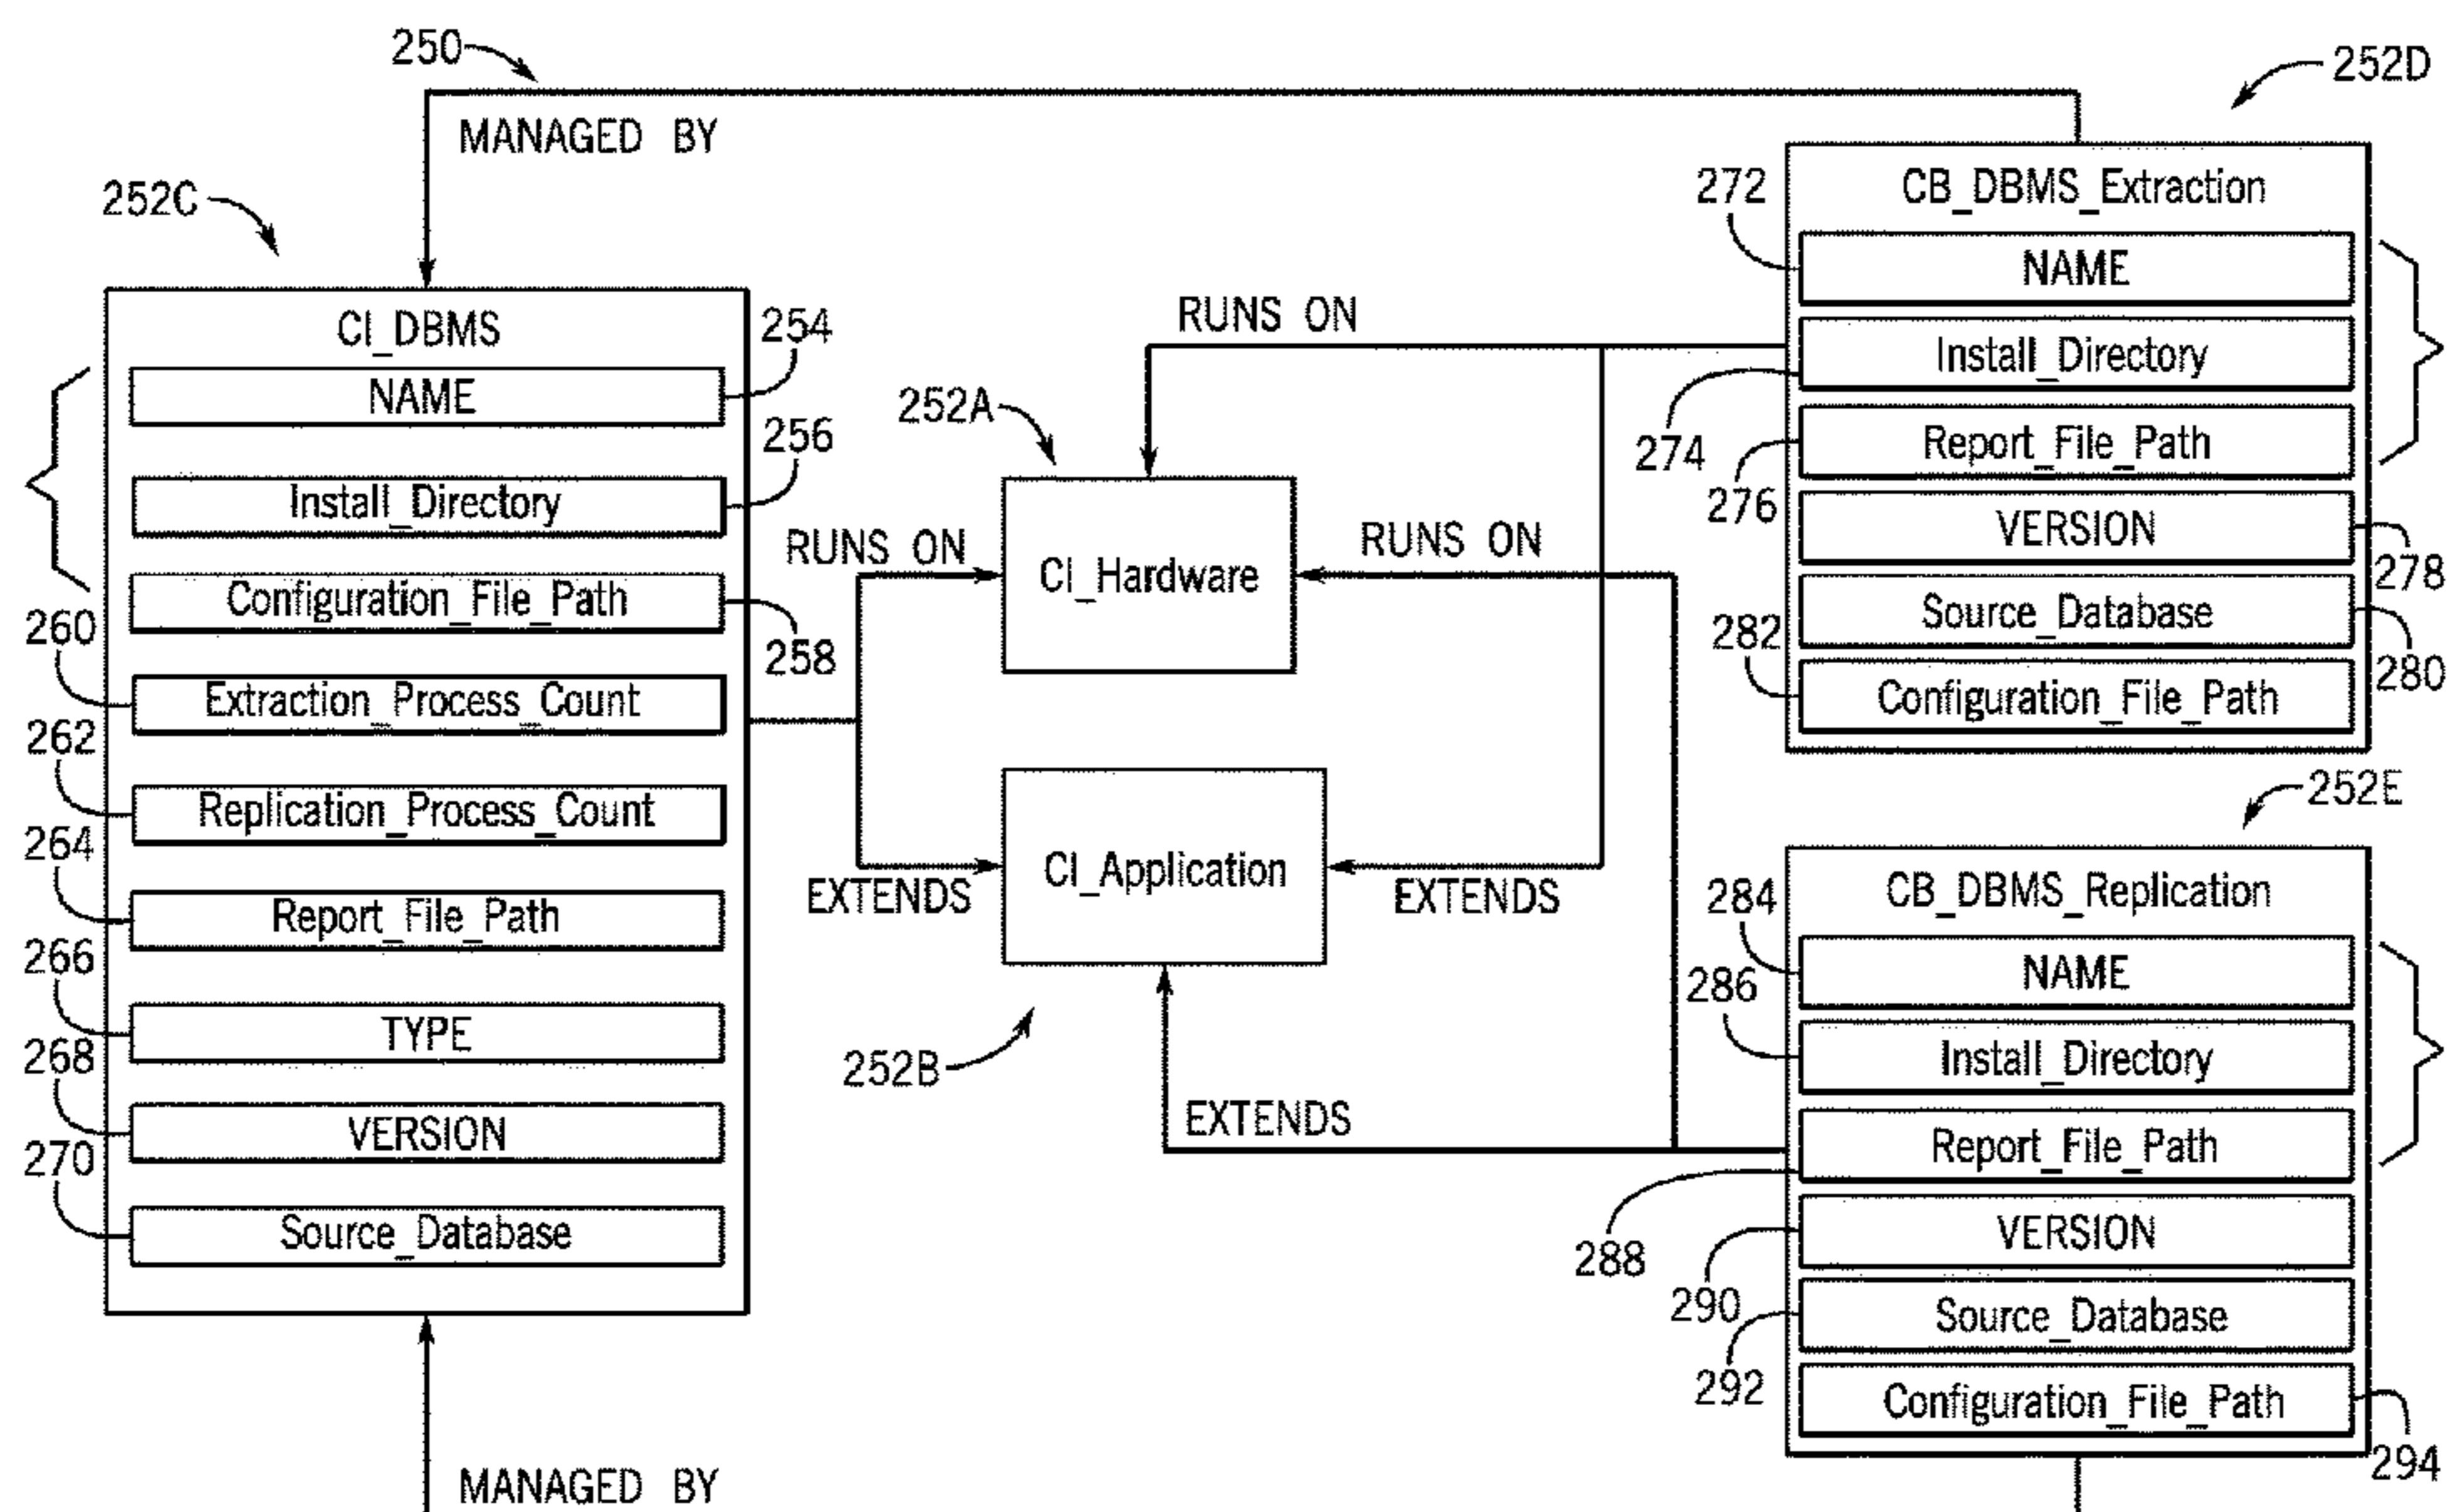 250
MANAGED BY
252C
CI_DBMS
254
NAME
256
Install_Directory
Configuration_File_Path
258
260
Extraction_Process_Count
262
Replication_Process_Count
264
Report_File_Path
266
TYPE
268
VERSION
270
Source_Database
MANAGED BY
RUNS ON
252A
RUNS ON
CI_Hardware
RUNS ON
CI_Application
EXTENDS
EXTENDS
252B
EXTENDS
252D
CB_DBMS_Extraction
272
NAME
Install_Directory
274
Report_File_Path
276
VERSION
278
Source_Database
280
282
Configuration_File_Path
252E
CB_DBMS_Replication
284
NAME
286
Install_Directory
Report_File_Path
288
VERSION
290
Source_Database
292
Configuration_File_Path
294